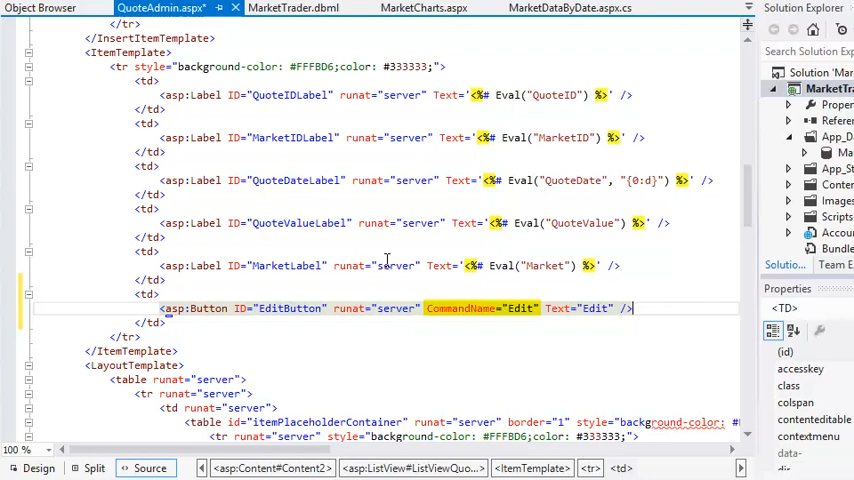 Object Browser QuoteAdmin.aspx* MarketTrader.dbml MarketCharts.aspx MarketDataByDate.aspx.cs
Solution Explorer
Search Solution Explorer
</tr>
</InsertItemTemplate>
<ItemTemplate>
<tr style="background-color: #FFFBD6;color: #333333;">
<td>
<asp:Label ID="QuoteIDLabel" runat="server" Text='<%# Eval("QuoteID") %>' />
</td>
<td>
<asp:Label ID="MarketIDLabel" runat="server" Text='<%# Eval("MarketID") %>' />
</td>
<td>
<asp:Label ID="QuoteDateLabel" runat="server" Text='<%# Eval("QuoteDate", "{0:d}") %>' />
</td>
<td>
<asp:Label ID="QuoteValueLabel" runat="server" Text='<%# Eval("QuoteValue") %>' />
</td>
<td>
<asp:Label ID="MarketLabel" runat="server" Text='<%# Eval("Market") %>' />
</td>
<td>
<asp:Button ID="EditButton" runat="server" CommandName="Edit" Text="Edit" />
</td>
</tr>
</ItemTemplate>
<LayoutTemplate>
<table runat="server">
<tr runat="server">
<td runat="server">
<table id="itemPlaceholderContainer" runat="server" border="1" style="background-color: #F
<tr runat="server" style="background-color: #FFFBD6;color: #333333;">
100 %
Design Split Source <asp:Content#Content2> <asp:ListView#ListViewQuo...> <ItemTemplate> <tr> <td>
Solution 'Mar
MarketTra
Proper
Refere
App_D
Ma
App_St
Conten
Images
Scripts
Accou
Bundle
Solutio... Team E
<TD>
(id)
accesskey
class
colspan
contenteditable
contextmenu
data-
dir